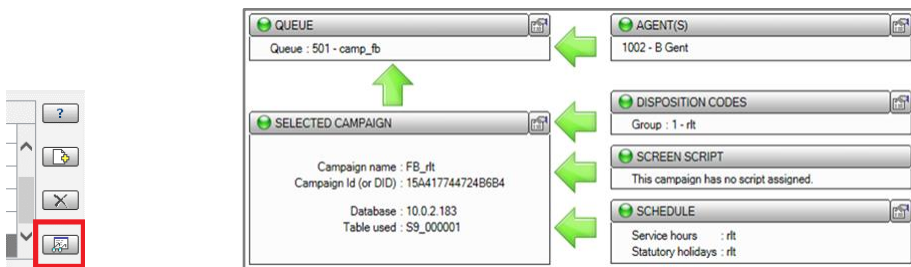 ?
QUEUE
Queue : 501 - camp_fb
AGENT(S)
1002 - B Gent
SELECTED CAMPAIGN
Campaign name : FB_rlt
Campaign Id (or DID) : 15A417744724B6B4
Database : 10.0.2.183
Table used : S9_000001
DISPOSITION CODES
Group : 1 - rlt
SCREEN SCRIPT
This campaign has no script assigned.
SCHEDULE
Service hours : rlt
Statutory holidays : rlt